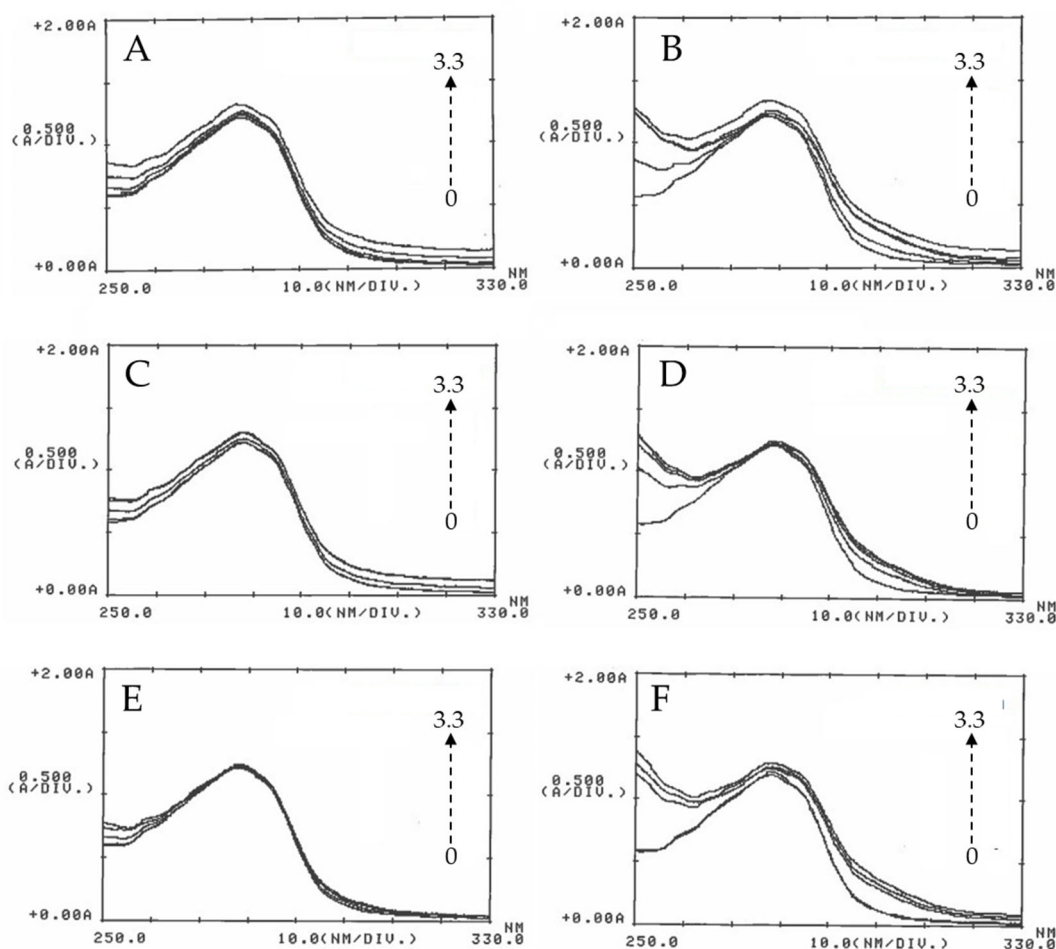 +2.00A
A
3.3
0.500
(A/DIV.)
0
+0.00A
NM
250.0
10.0(NM/DIV.)
330.0
+2.00A
B
3.3
0.500
(A/DIV.)
0
+0.00A
NM
250.0
10.0(NM/DIV.)
330.0
+2.00A
C
3.3
0.500
(A/DIV.)
0
+0.00A
NM
250.0
10.0(NM/DIV.)
330.0
+2.00A
D
3.3
0.500
(A/DIV.)
0
+0.00A
NM
250.0
10.0(NM/DIV.)
330.0
+2.00A
E
3.3
0.500
(A/DIV.)
0
+0.00A
NM
250.0
10.0(NM/DIV.)
330.0
+2.00A
F
3.3
0.500
(A/DIV.)
0
+0.00A
NM
250.0
10.0(NM/DIV.)
330.0